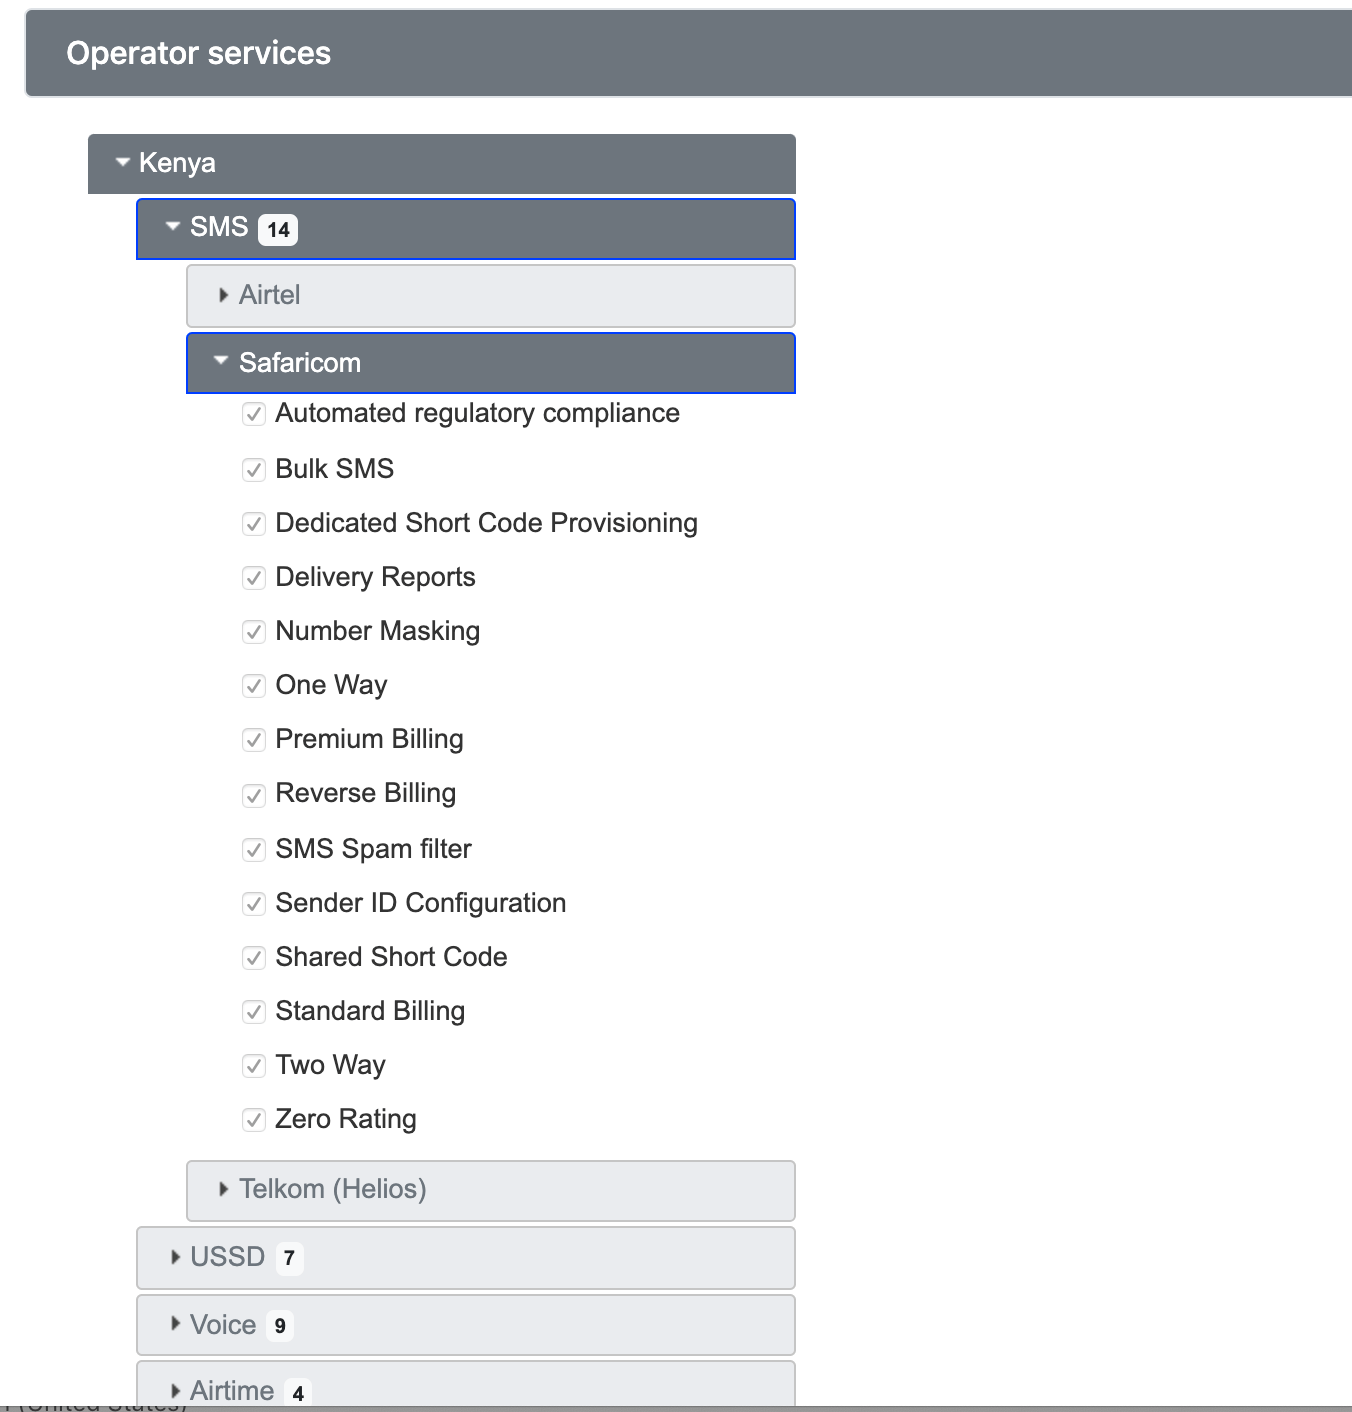 Operator services
Kenya
SMS 14
Airtel
Safaricom
Automated regulatory compliance
Bulk SMS
Dedicated Short Code Provisioning
Delivery Reports
Number Masking
One Way
Premium Billing
Reverse Billing
SMS Spam filter
Sender ID Configuration
Shared Short Code
Standard Billing
Two Way
Zero Rating
Telkom (Helios)
USSD 7
Voice 9
Airtime 4
(United States)